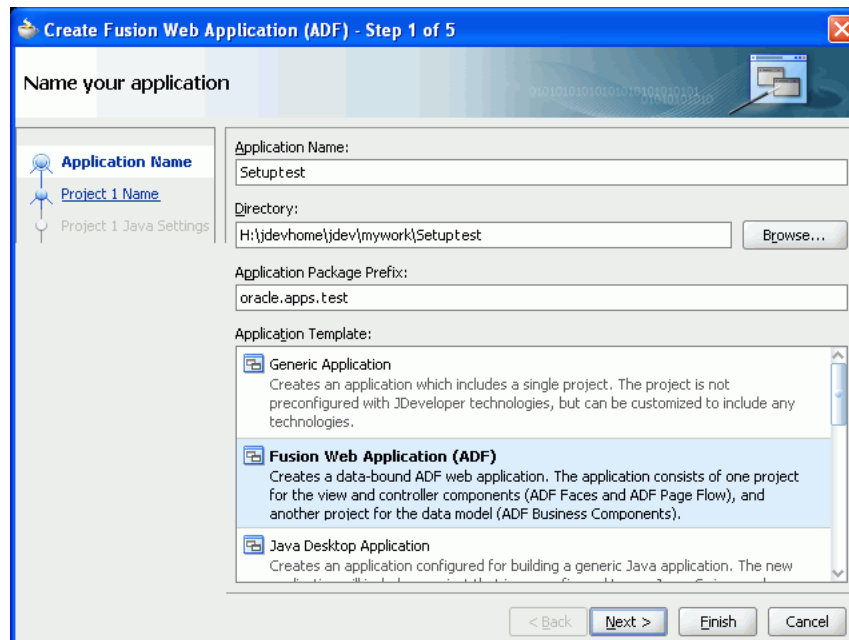 Create Fusion Web Application (ADF) - Step 1 of 5
Name your application
Application Name
Project 1 Name
Project 1 Java Settings
Application Name:
Setuptest
Directory:
H:\jdevhome\jdev\mywork\Setuptest
Browse...
Application Package Prefix:
oracle.apps.test
Application Template:
Generic Application
Creates an application which includes a single project. The project is not
preconfigured with JDeveloper technologies, but can be customized to include any
technologies.
Fusion Web Application (ADF)
Creates a data-bound ADF web application. The application consists of one project
for the view and controller components (ADF Faces and ADF Page Flow), and
another project for the data model (ADF Business Components).
Java Desktop Application
Creates an application configured for building a generic Java application. The new
< Back
Next >
Finish
Cancel